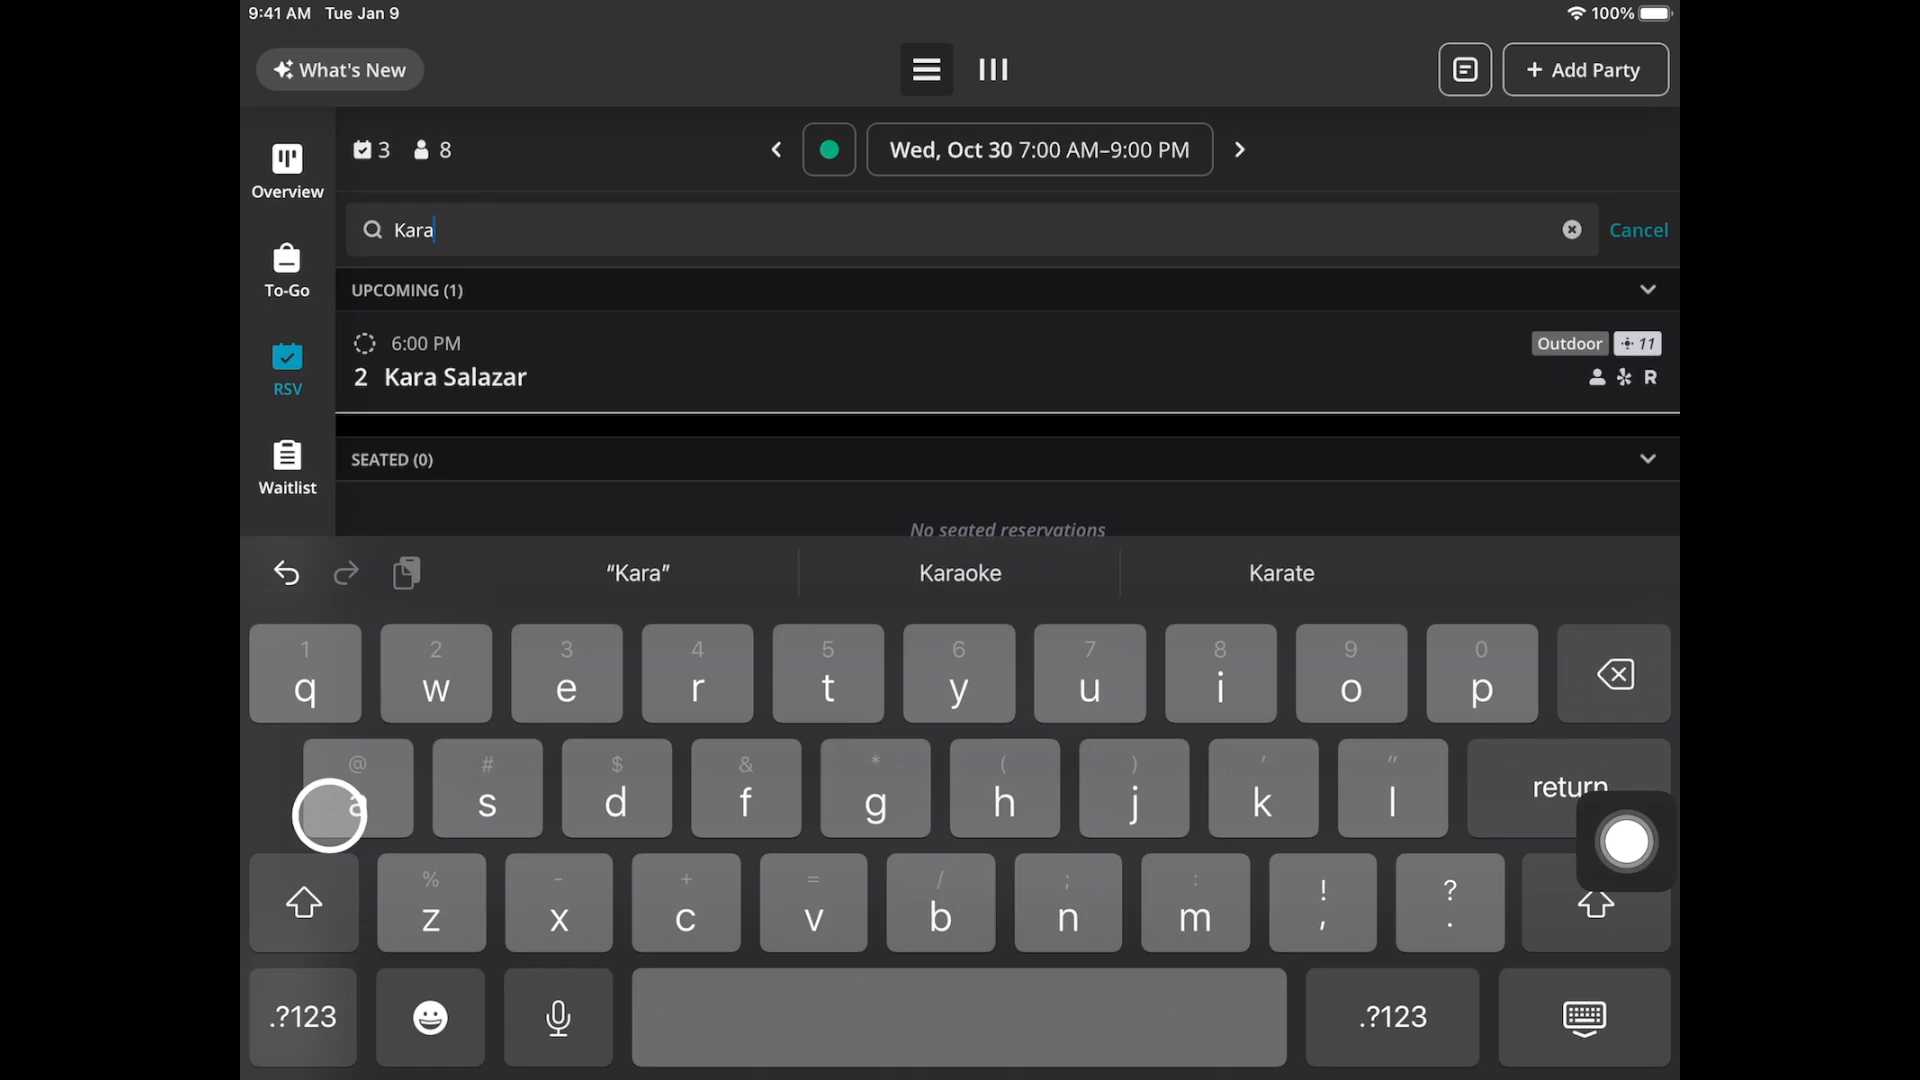 9:41 AM Tue Jan 9
100%
What's New
+ Add Party
3 8
Wed, Oct 30 7:00 AM–9:00 PM
Overview
Kara
Cancel
To-Go
UPCOMING (1)
6:00 PM
Outdoor 11
2 Kara Salazar
R
RSV
SEATED (0)
Waitlist
No seated reservations
“Kara” Karaoke Karate
1 2 3 4 5 6 7 8 9 0
q w e r t y u i o p
@ # $ & * ( ) ' "
a s d f g h j k l return
% - + = / ; : ! ?
z x c v b n m , .
.?123 .?123